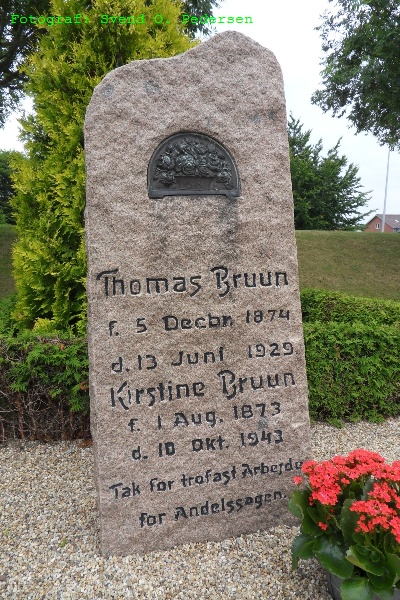 Fotograf: Svend O. Pedersen
Thomas Bruun
f. 5 Decbr. 1874
d. 13 Juni 1929
Kirstine Bruun
f. 1 Aug. 1873
d. 10 Okt. 1943
Tak for trofast Arbejde
for Andelssagen.